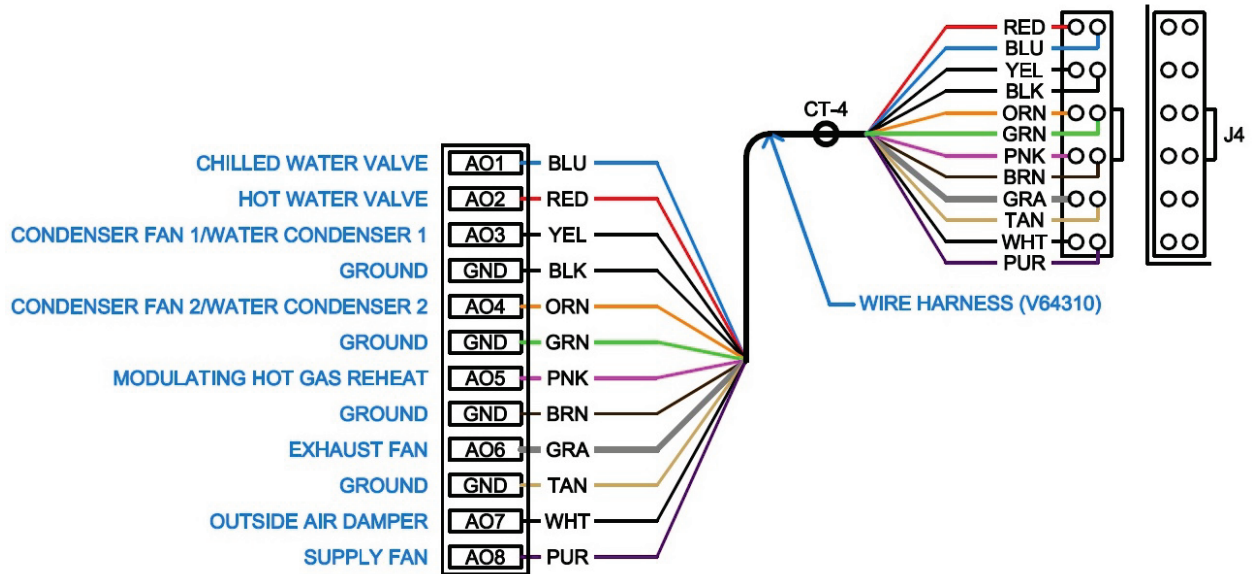 RED
BLU
YEL
BLK
CT-4
ORN
GRN
J4
PNK
BRN
GRA
TAN
WHT
PUR
WIRE HARNESS (V64310)
CHILLED WATER VALVE AO1 BLU
HOT WATER VALVE AO2 RED
CONDENSER FAN 1/WATER CONDENSER 1 AO3 YEL
GROUND GND BLK
CONDENSER FAN 2/WATER CONDENSER 2 AO4 ORN
GROUND GND GRN
MODULATING HOT GAS REHEAT AO5 PNK
GROUND GND BRN
EXHAUST FAN AO6 GRA
GROUND GND TAN
OUTSIDE AIR DAMPER AO7 WHT
SUPPLY FAN AO8 PUR